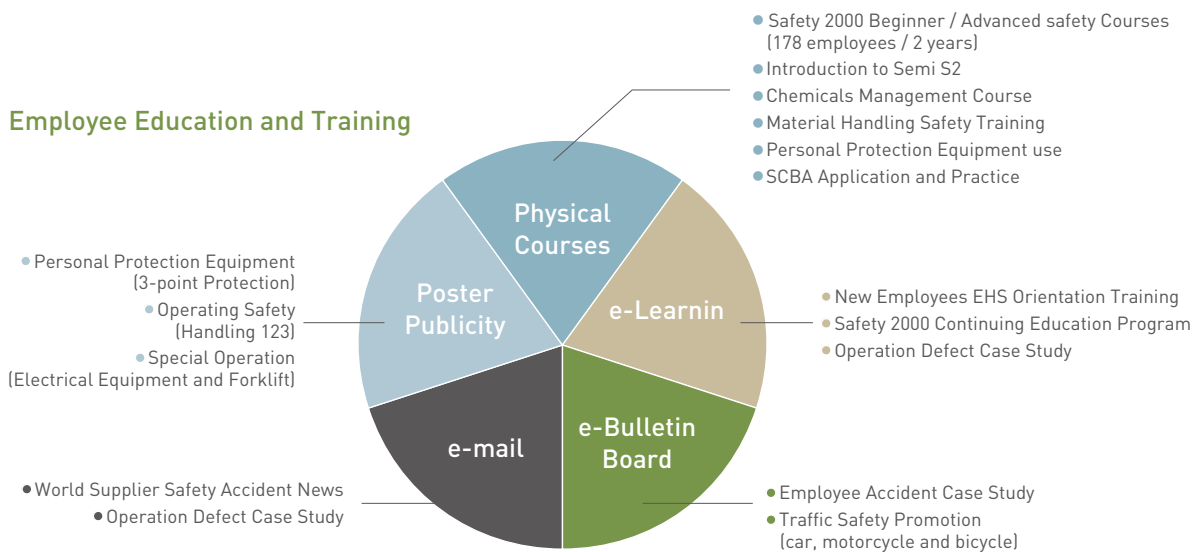 Employee Education and Training
Physical
Courses
Safety 2000 Beginner / Advanced safety Courses
(178 employees / 2 years)
Introduction to Semi S2
Chemicals Management Course
Material Handling Safety Training
Personal Protection Equipment use
SCBA Application and Practice
e-Learnin
New Employees EHS Orientation Training
Safety 2000 Continuing Education Program
Operation Defect Case Study
e-Bulletin
Board
Employee Accident Case Study
Traffic Safety Promotion
(car, motorcycle and bicycle)
e-mail
World Supplier Safety Accident News
Operation Defect Case Study
Poster
Publicity
Personal Protection Equipment
(3-point Protection)
Operating Safety
(Handling 123)
Special Operation
(Electrical Equipment and Forklift)